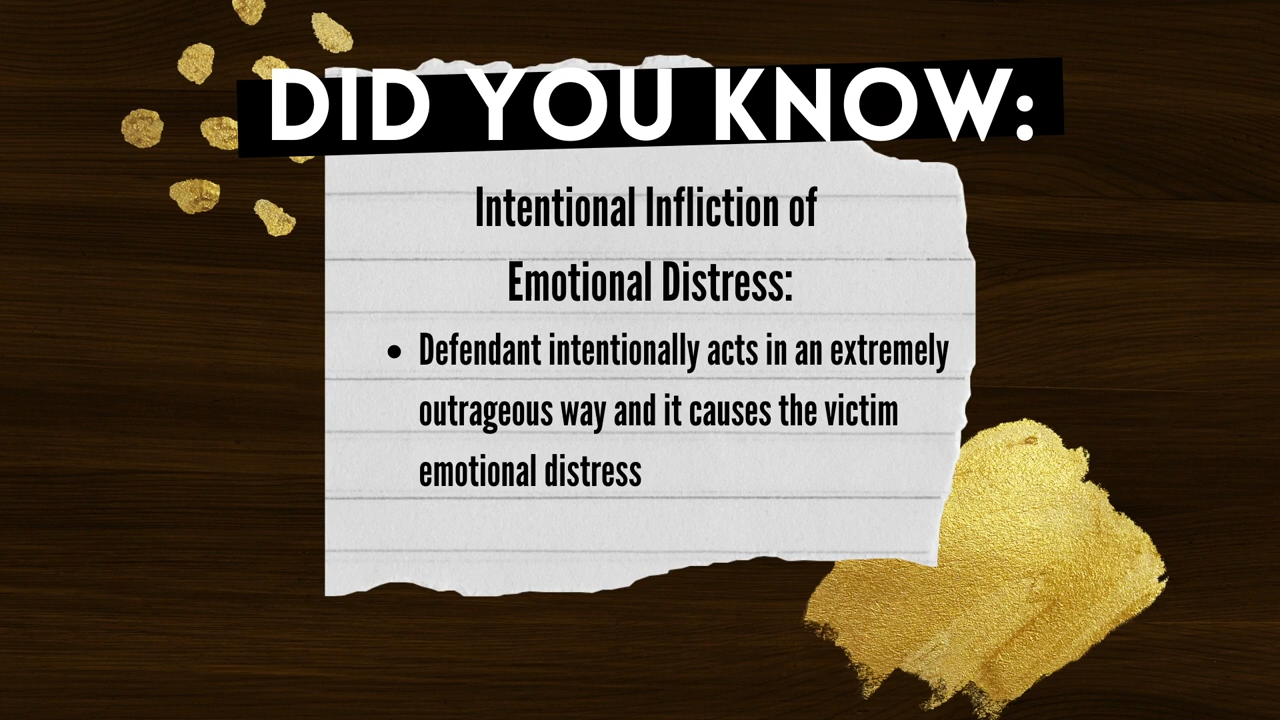 DID YOU KNOW:
Intentional Infliction of
Emotional Distress:
• Defendant intentionally acts in an extremely
outrageous way and it causes the victim
emotional distress